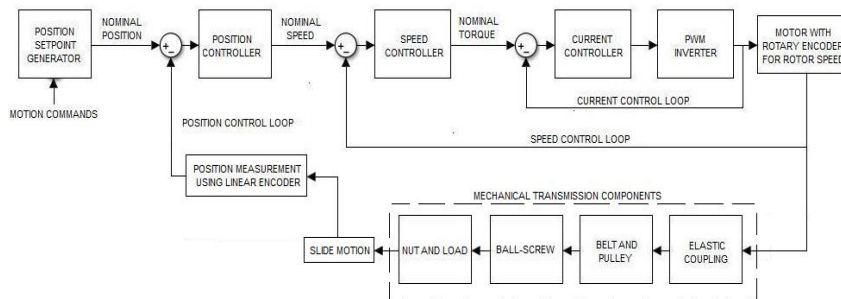 POSITION
SETPOINT
GENERATOR
NOMINAL
POSITION
+
-
POSITION
CONTROLLER
NOMINAL
SPEED
+
-
SPEED
CONTROLLER
NOMINAL
TORQUE
+
-
CURRENT
CONTROLLER
PWM
INVERTER
MOTOR WITH
ROTARY ENCODER
FOR ROTOR SPEED
MOTION COMMANDS
CURRENT CONTROL LOOP
POSITION CONTROL LOOP
SPEED CONTROL LOOP
POSITION MEASUREMENT
USING LINEAR ENCODER
MECHANICAL TRANSMISSION COMPONENTS
SLIDE MOTION
NUT AND LOAD
BALL-SCREW
BELT AND
PULLEY
ELASTIC
COUPLING